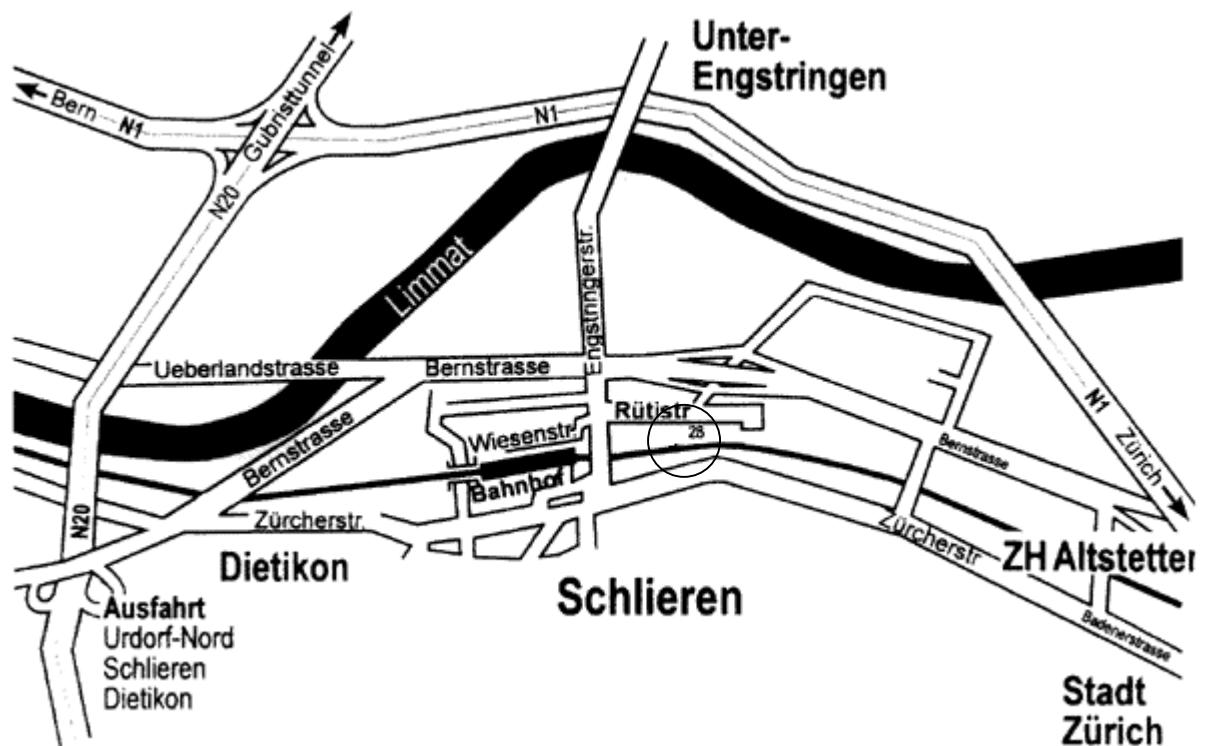 Unter-
Engstringen
Gubristtunnel
Bern
N1
N1
N20
Limmat
Engstringerstr.
Ueberlandstrasse
Bernstrasse
Rütistr
28
Wiesenstr.
Bernstrasse
Bahnhof
N1
Zürich
Bernstrasse
N20
Zürcherstr.
Zürcherstr
Dietikon
ZH Altstetten
Schlieren
Ausfahrt
Urdorf-Nord
Schlieren
Dietikon
Badenerstrasse
Stadt
Zürich